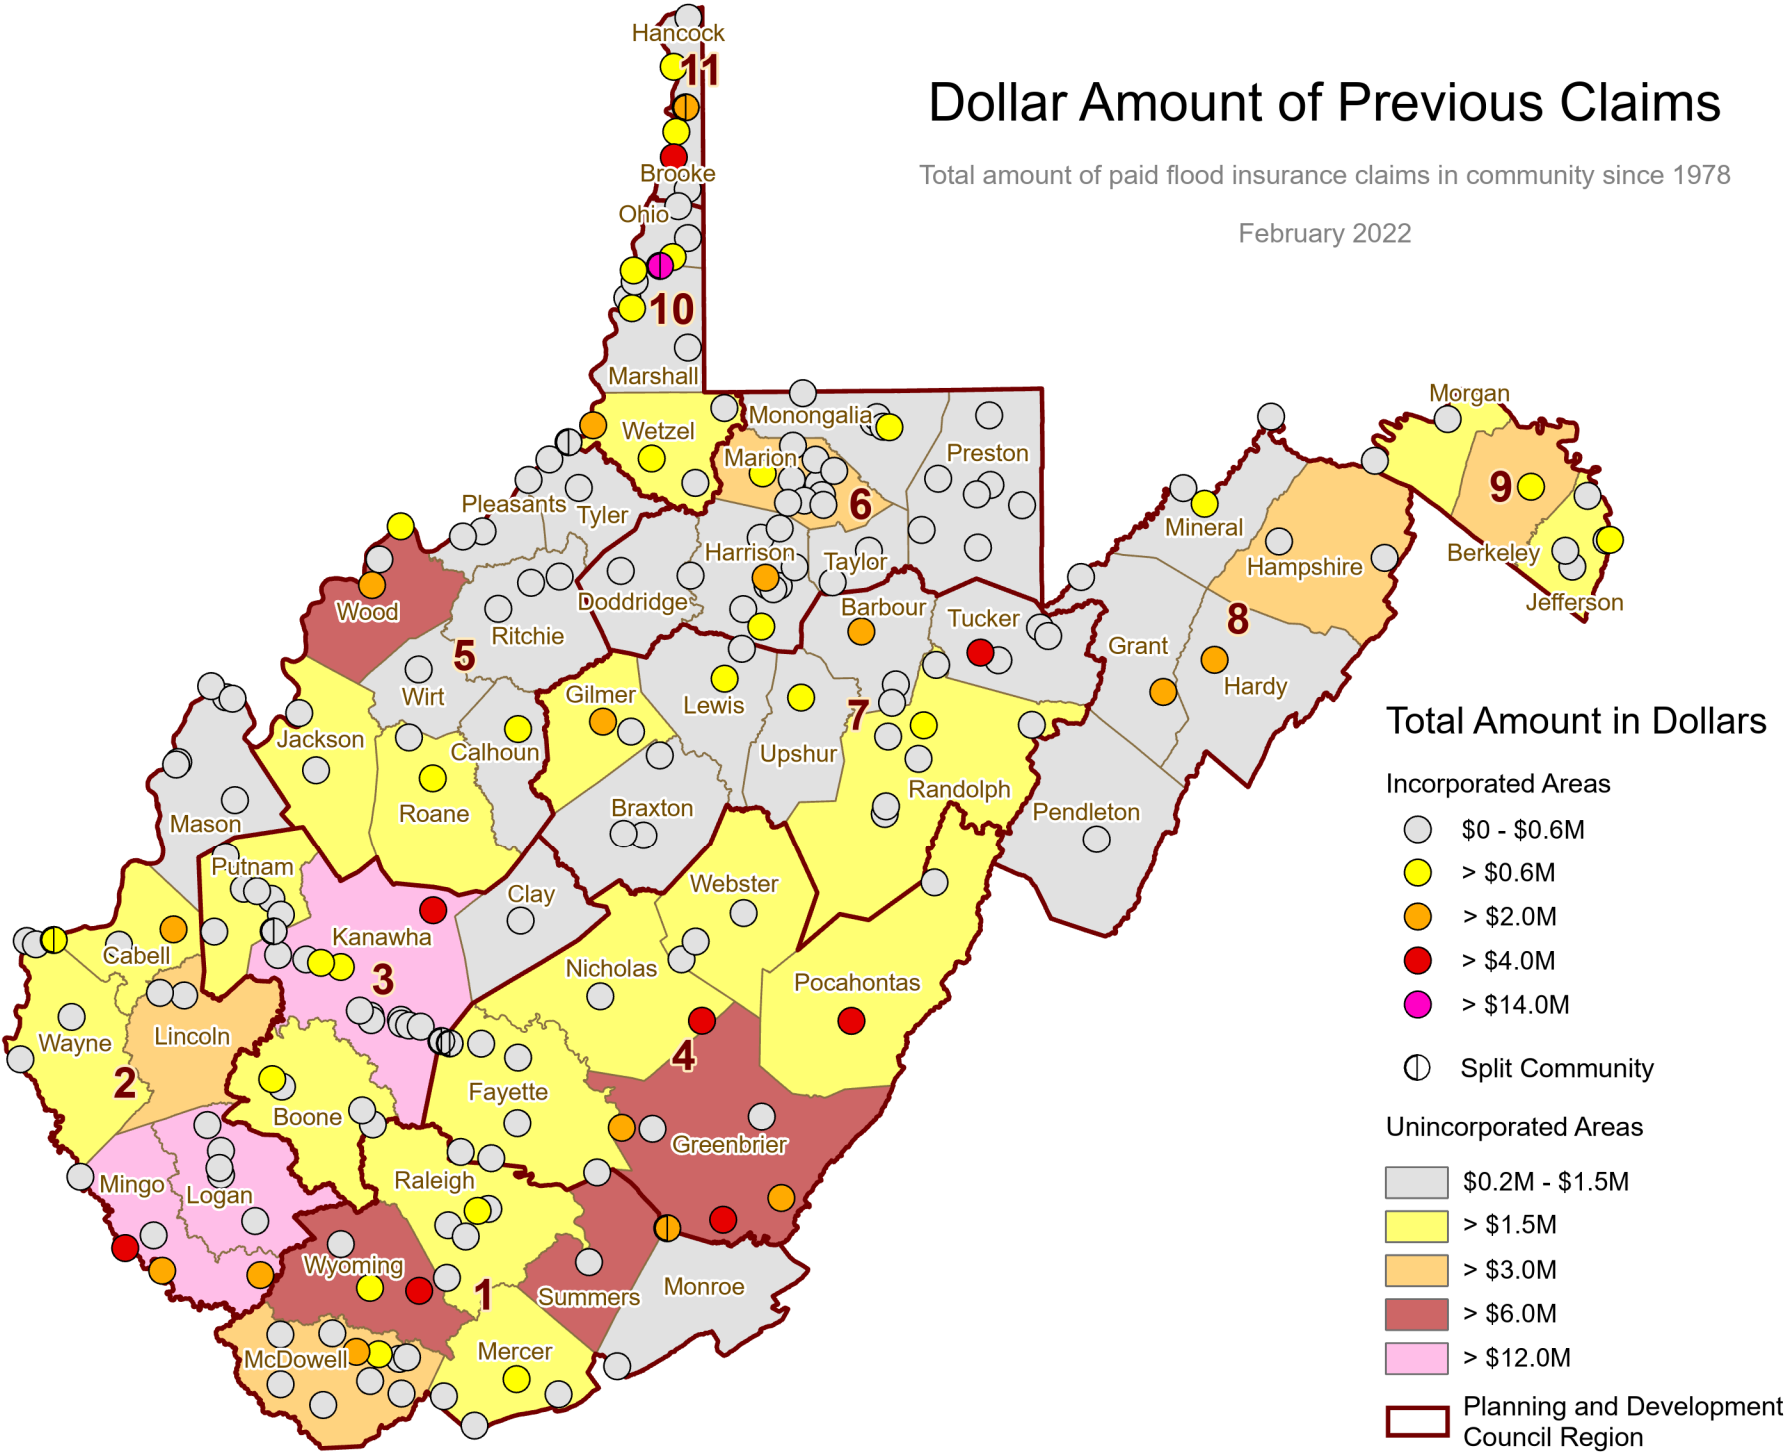 Hancock
11
Dollar Amount of Previous Claims
Brooke
Total amount of paid flood insurance claims in community since 1978
Ohio
February 2022
10
Marshall
Morgan
Monongalia
Wetzel
Preston
Marion
9
Pleasants
6
Tyler
Mineral
Harrison
Berkeley
Taylor
Hampshire
Doddridge
Jefferson
Wood
Barbour
Tucker
8
Ritchie
Grant
5
Wirt
Gilmer
Lewis
Hardy
7
Jackson
Calhoun
Upshur
Total Amount in Dollars
Roane
Randolph
Incorporated Areas
Braxton
Pendleton
Mason
$0 - $0.6M
Putnam
> $0.6M
Clay
Webster
> $2.0M
Kanawha
Cabell
> $4.0M
3
Nicholas
Pocahontas
> $14.0M
Wayne
Lincoln
4
Split Community
2
Fayette
Boone
Unincorporated Areas
Greenbrier
Raleigh
Mingo
Logan
$0.2M - $1.5M
> $1.5M
Wyoming
> $3.0M
1
Summers
Monroe
> $6.0M
McDowell
Mercer
> $12.0M
Planning and Development
Council Region